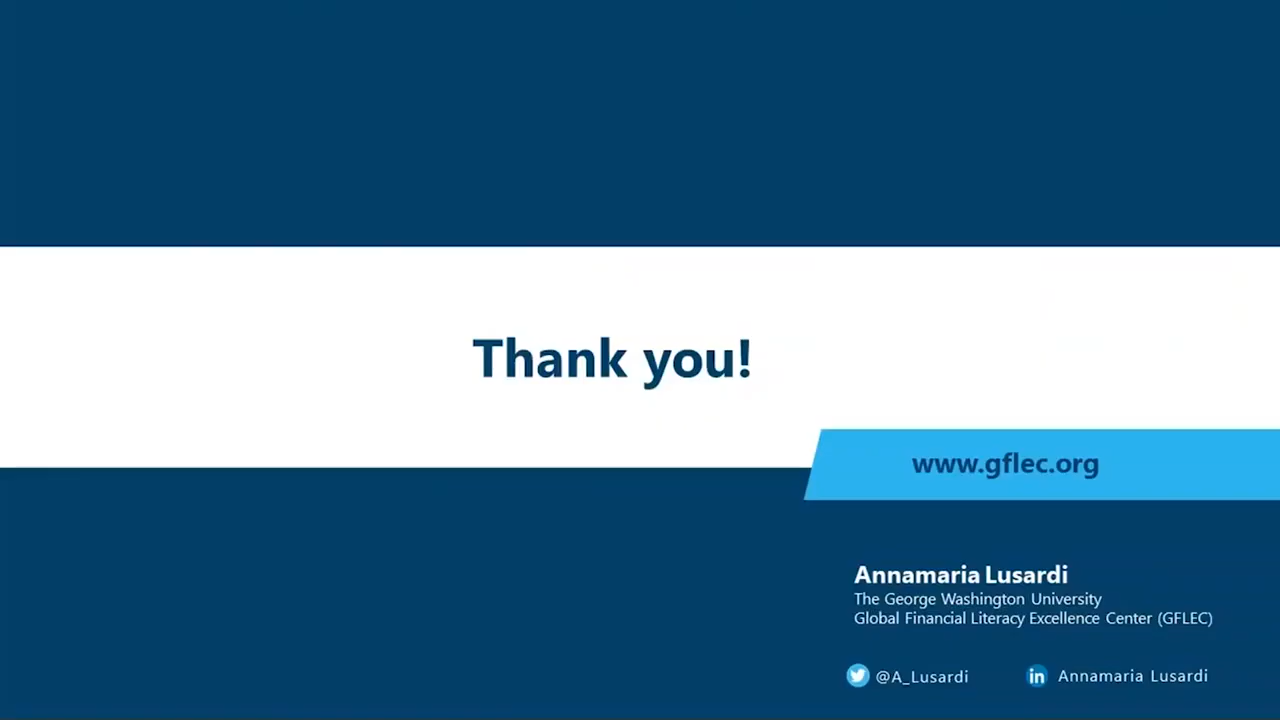 Thank you!
www.gflec.org
Annamaria Lusardi
The George Washington University
Global Financial Literacy Excellence Center (GFLEC)
@A_Lusardi
in Annamaria Lusardi